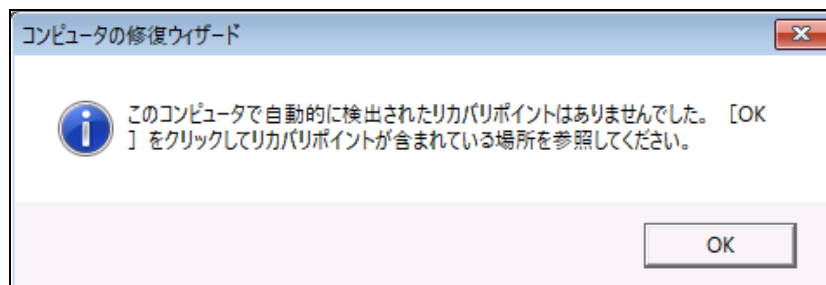 コンピュータの修復ウィザード
このコンピュータで自動的に検出されたリカバリポイントはありませんでした。 [OK
] をクリックしてリカバリポイントが含まれている場所を参照してください。
OK